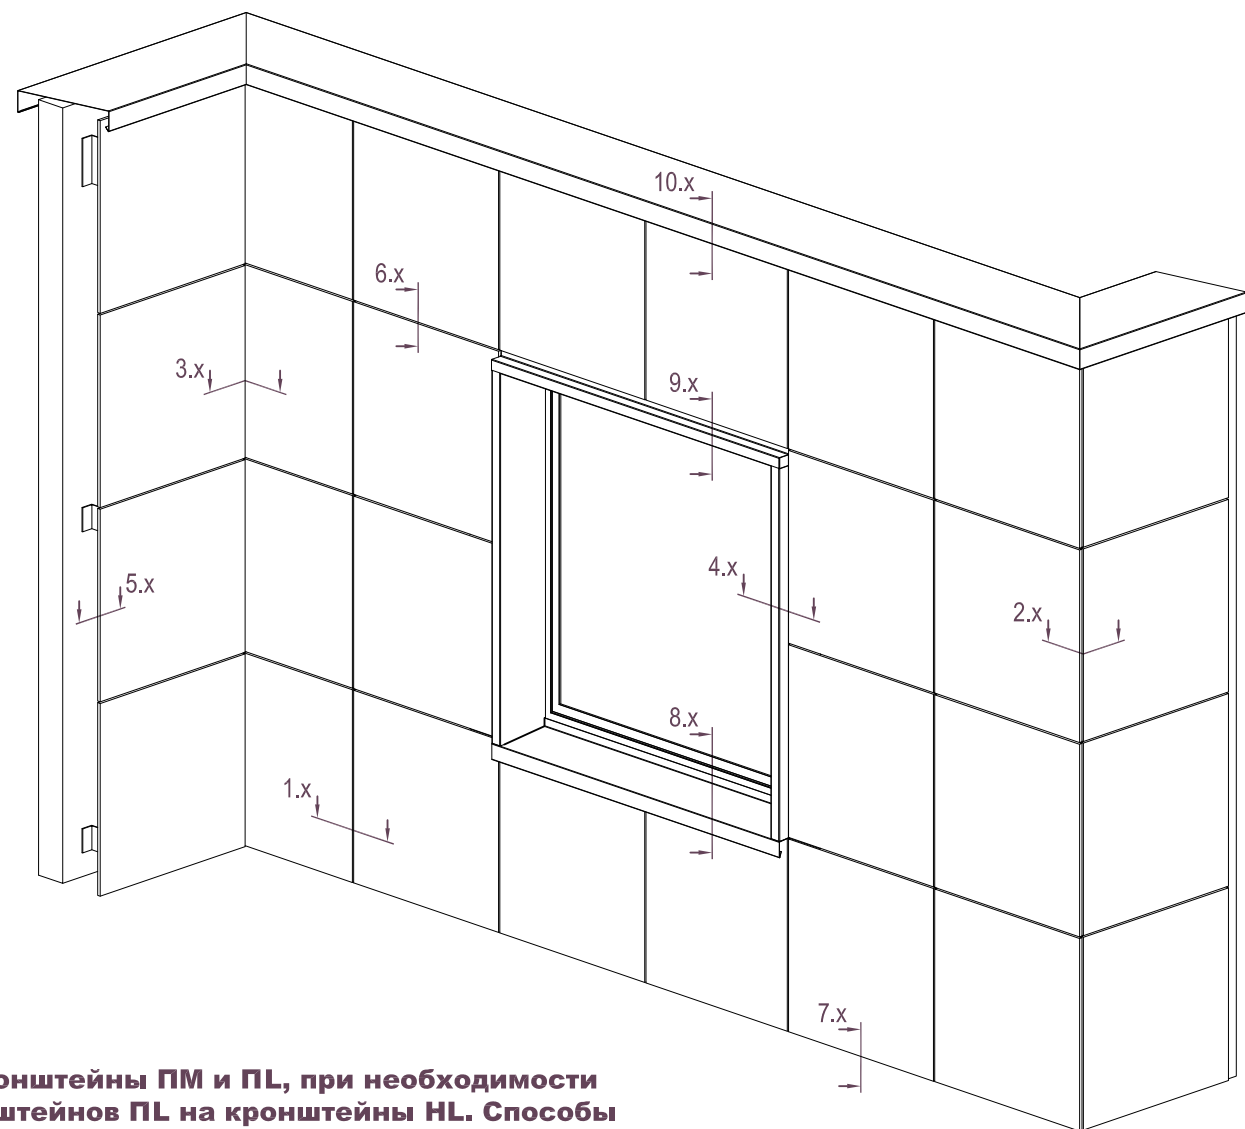 10.x
6.x
3.x
9.x
5.x
4.x
2.x
8.x
1.x
7.x
онштейны ПМ и ПL, при необходимости
штейнов ПL на кронштейны НL. Способы